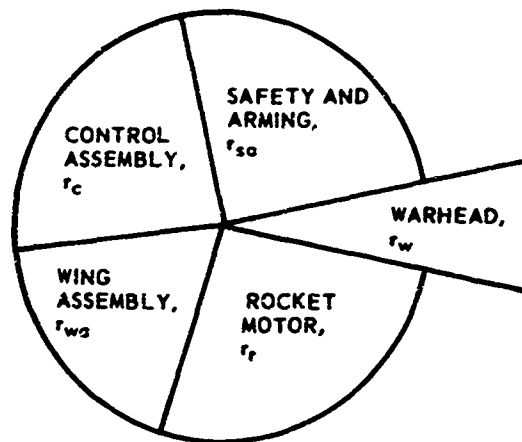 SAFETY AND
ARMING,
r_sa
CONTROL
ASSEMBLY,
r_c
WARHEAD,
r_w
WING
ASSEMBLY,
r_wa
ROCKET
MOTOR,
r_r